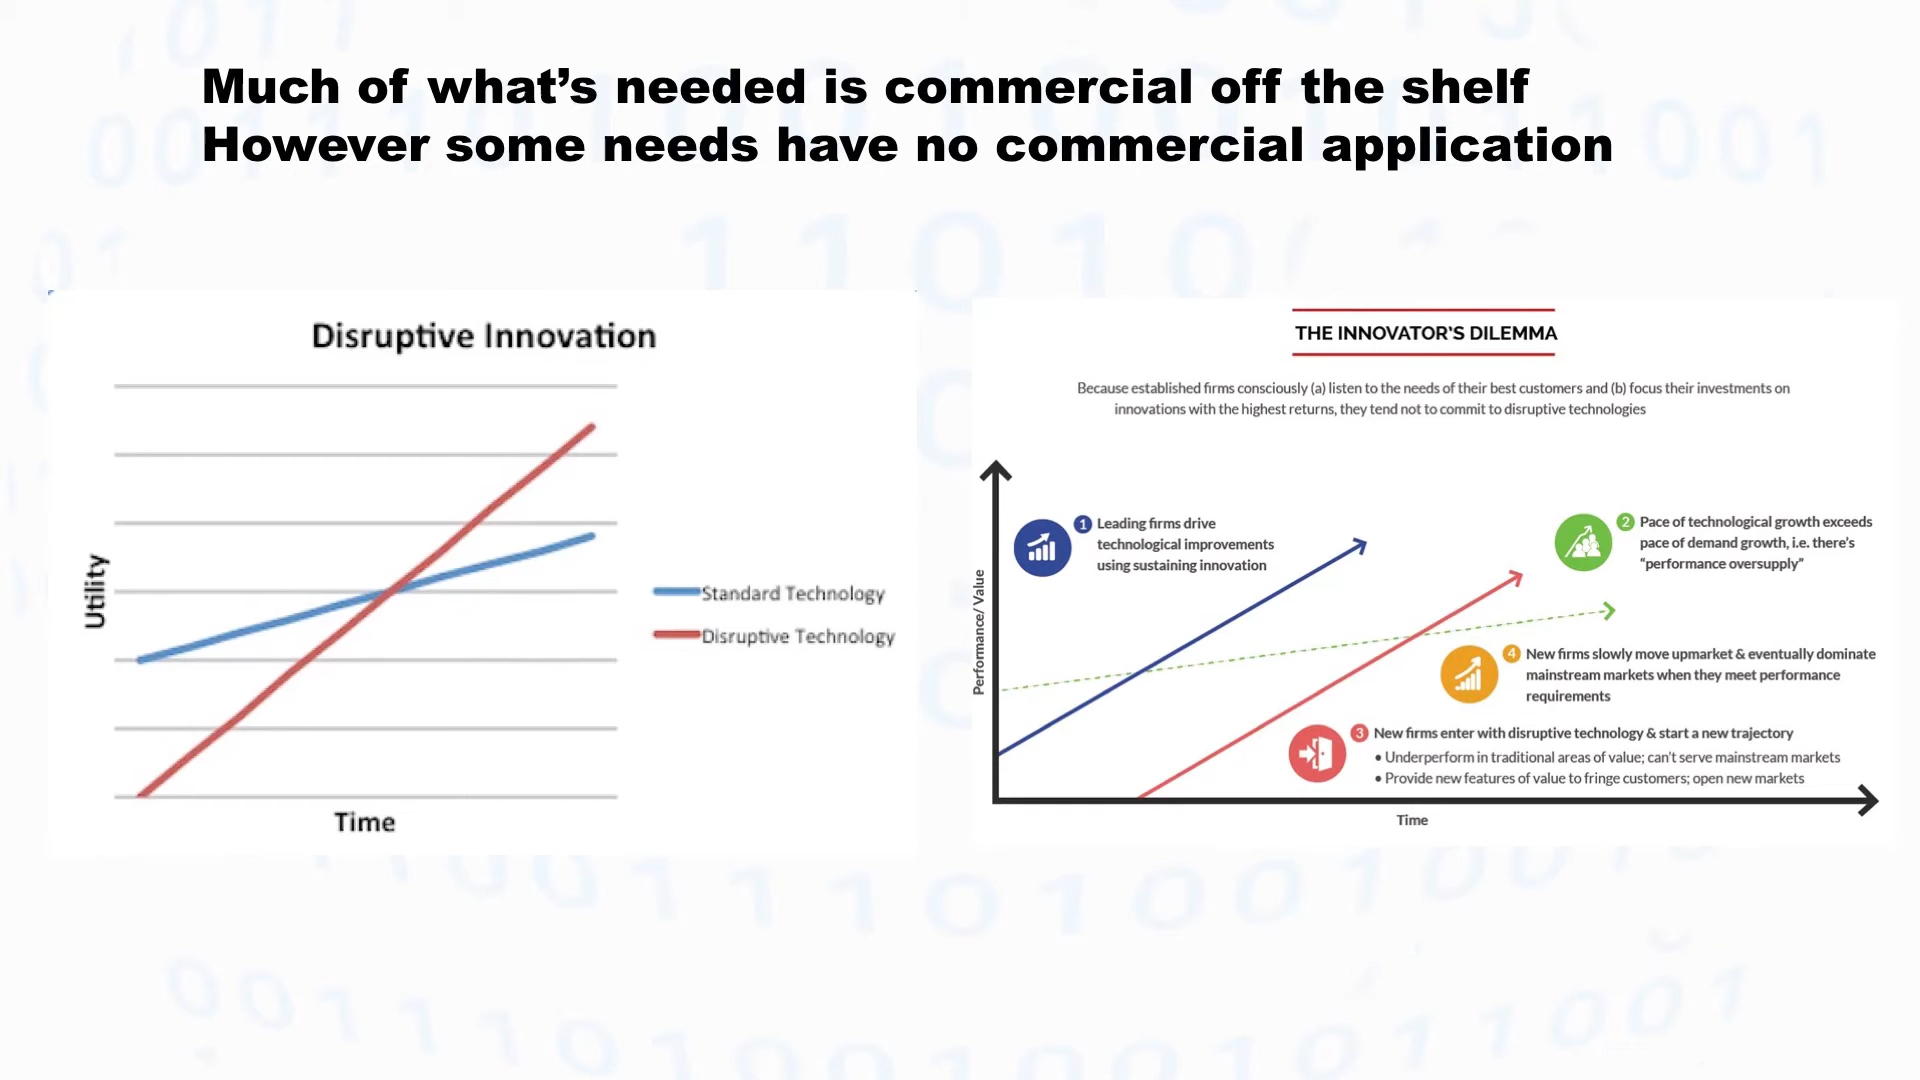 Much of what’s needed is commercial off the shelf
However some needs have no commercial application
Disruptive Innovation
Utility
Time
Standard Technology
Disruptive Technology
THE INNOVATOR’S DILEMMA
Because established firms consciously (a) listen to the needs of their best customers and (b) focus their investments on
innovations with the highest returns, they tend not to commit to disruptive technologies
Performance/ Value
1 Leading firms drive
technological improvements
using sustaining innovation
2 Pace of technological growth exceeds
pace of demand growth, i.e. there’s
“performance oversupply”
4 New firms slowly move upmarket & eventually dominate
mainstream markets when they meet performance
requirements
3 New firms enter with disruptive technology & start a new trajectory
• Underperform in traditional areas of value; can’t serve mainstream markets
• Provide new features of value to fringe customers; open new markets
Time